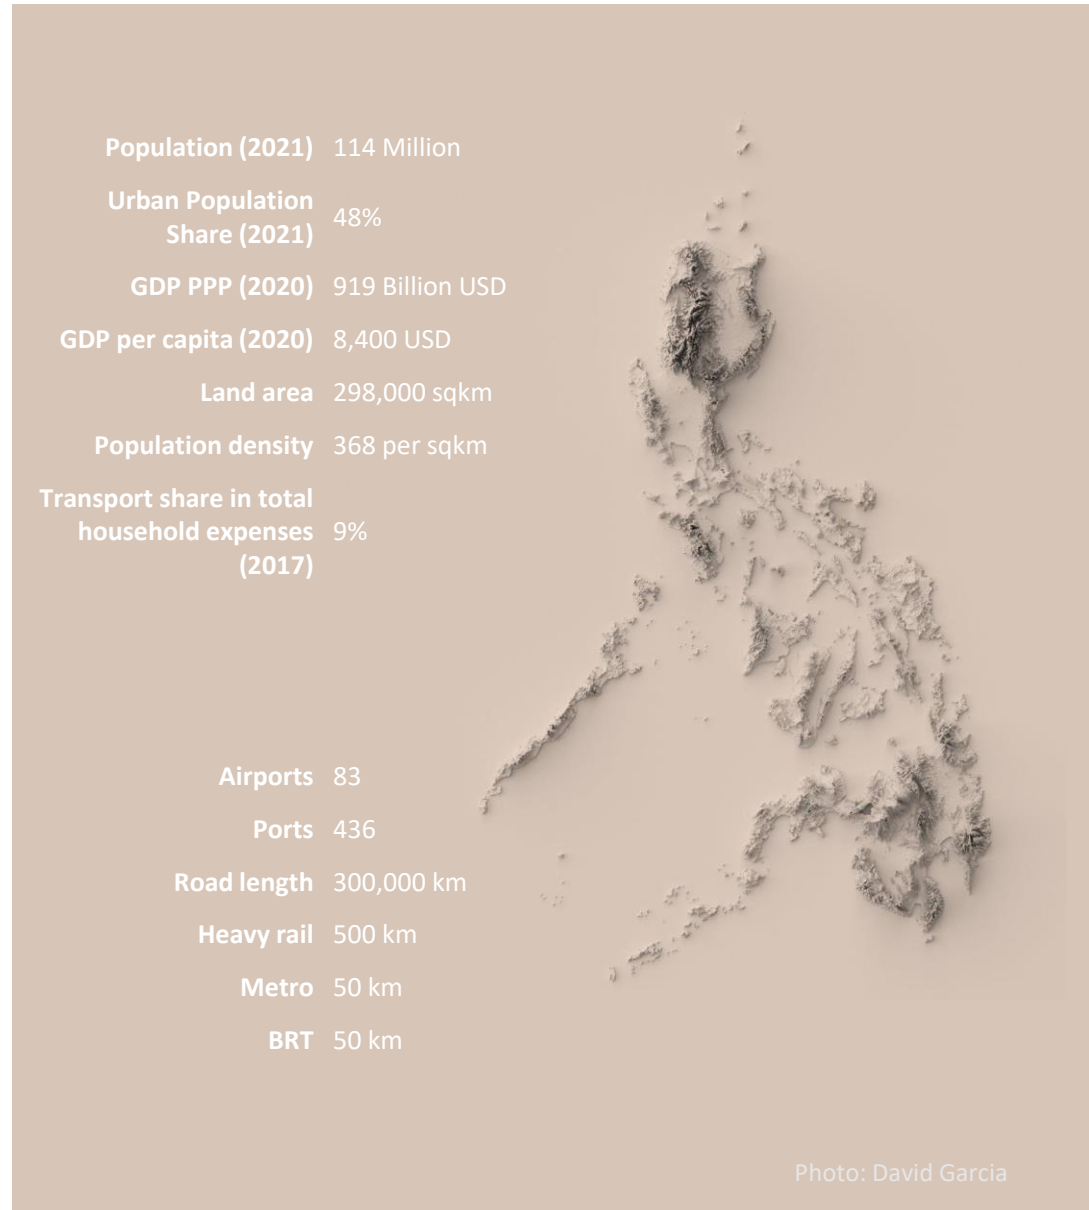 Population (2021) 114 Million
Urban Population
Share (2021) 48%
GDP PPP (2020) 919 Billion USD
GDP per capita (2020) 8,400 USD
Land area 298,000 sqkm
Population density 368 per sqkm
Transport share in total
household expenses 9%
(2017)
Airports 83
Ports 436
Road length 300,000 km
Heavy rail 500 km
Metro 50 km
BRT 50 km
Photo: David Garcia